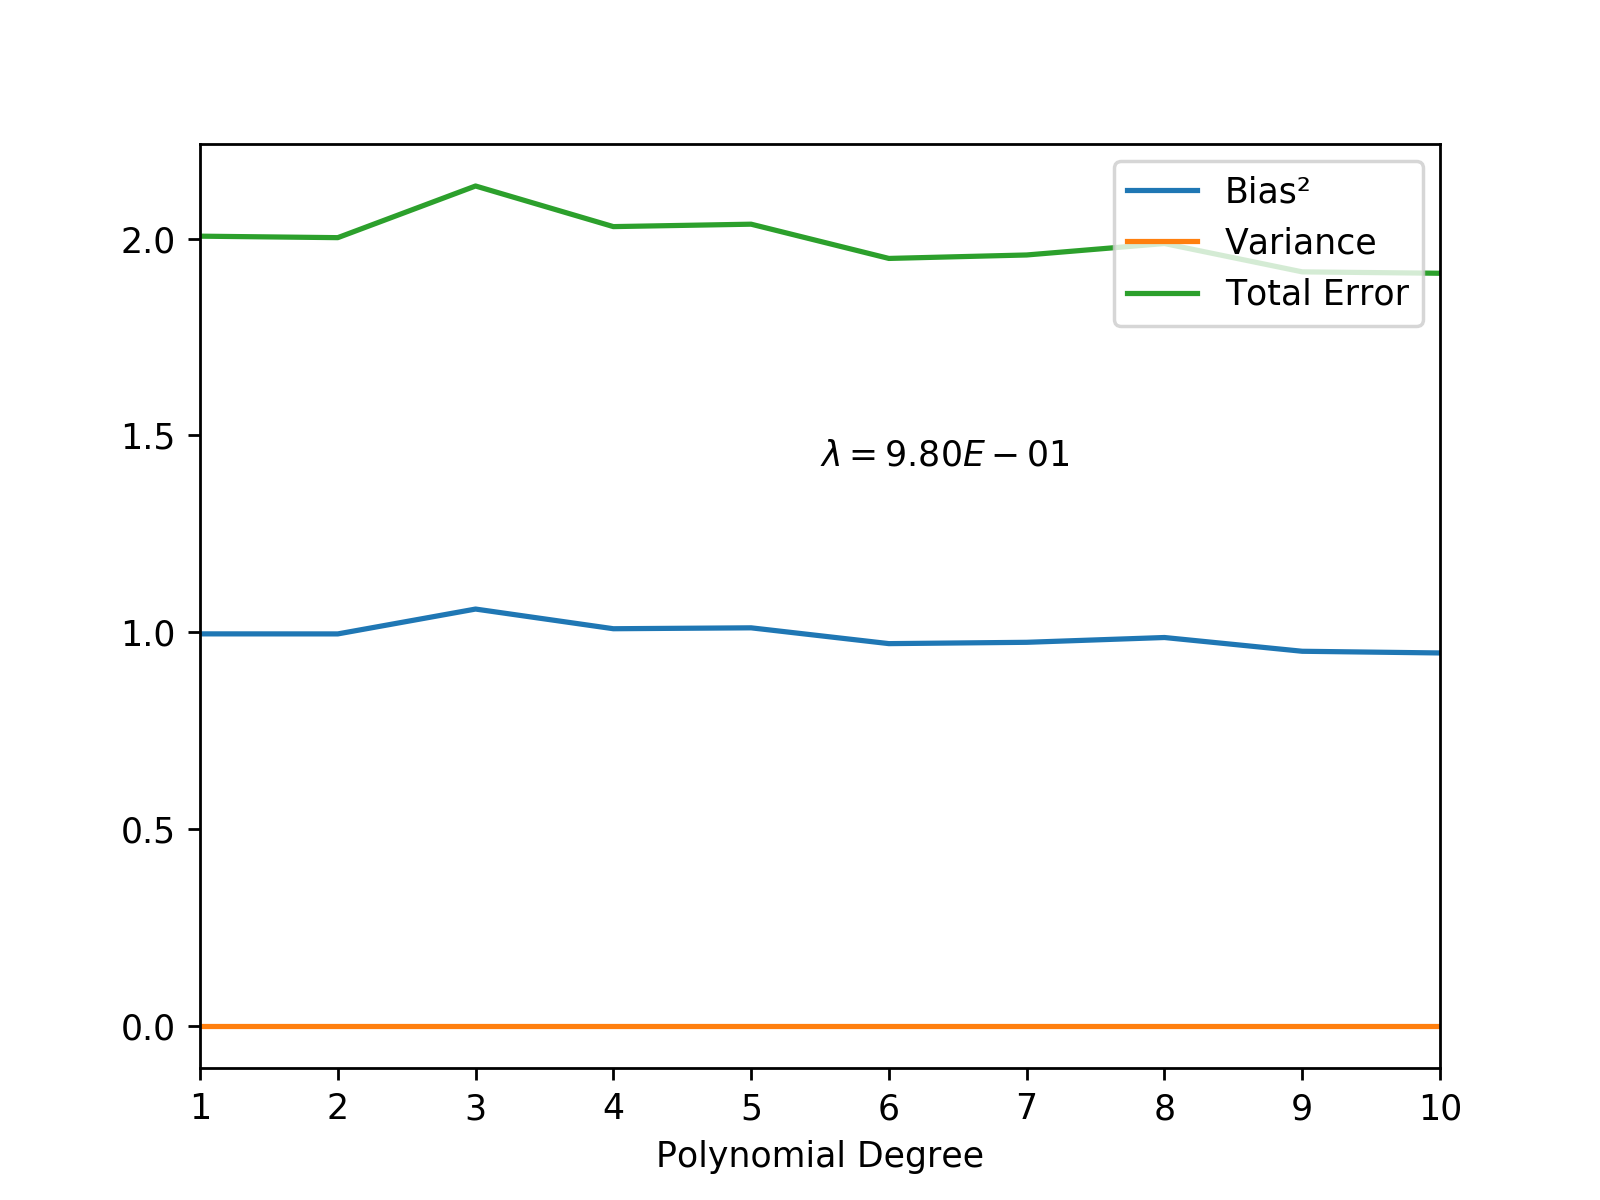 Bias²
Variance
Total Error
2.0
1.5
λ = 9.80E − 01
1.0
0.5
0.0
1 2 3 4 5 6 7 8 9 10
Polynomial Degree